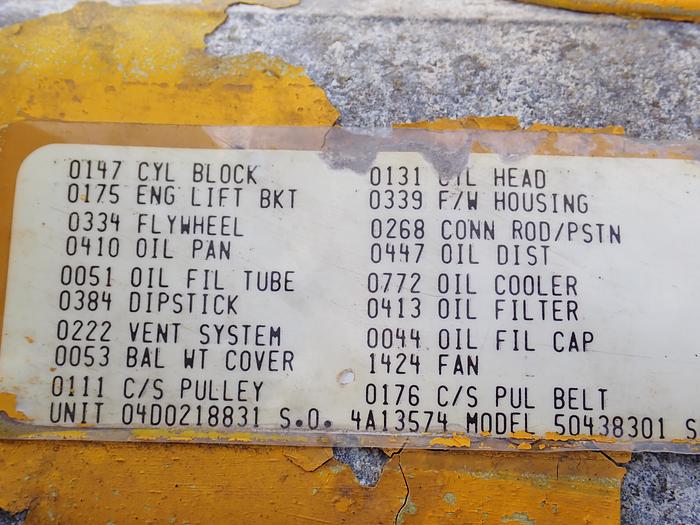 0147 CYL BLOCK 0131 HEAD
0175 ENG LIFT BKT 0339 F/W HOUSING
0334 FLYWHEEL 0268 CONN ROD/PSTN
0410 OIL PAN 0447 OIL DIST
0051 OIL FIL TUBE 0772 OIL COOLER
0384 DIPSTICK 0413 OIL FILTER
0222 VENT SYSTEM 0044 OIL FIL CAP
0053 BAL WT COVER 1424 FAN
0111 C/S PULLEY 0176 C/S PUL BELT
UNIT 04D0218831 S.O. 4A13574 MODEL 50438301 S